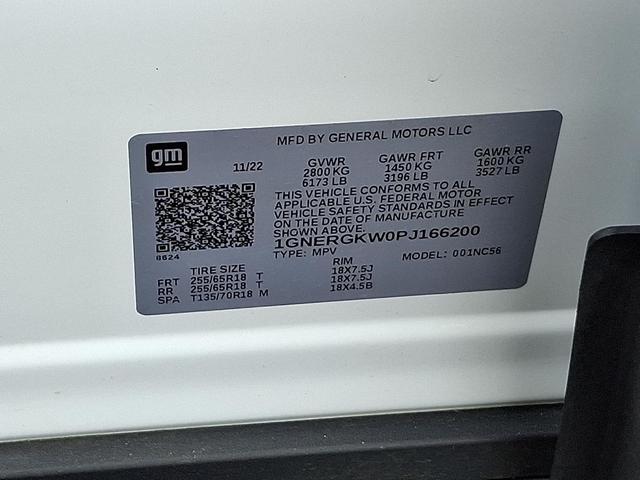 gm
MFD BY GENERAL MOTORS LLC
11/22 GVWR GAWR FRT GAWR RR
2800 KG 1450 KG 1600 KG
6173 LB 3196 LB 3527 LB
THIS VEHICLE CONFORMS TO ALL
APPLICABLE U.S. FEDERAL MOTOR
VEHICLE SAFETY STANDARDS IN EFFECT
ON THE DATE OF MANUFACTURE
SHOWN ABOVE.
1GNERGKW0PJ166200
8624
TYPE: MPV MODEL: 001NC56
TIRE SIZE RIM
FRT 255/65R18 T 18X7.5J
RR 255/65R18 T 18X7.5J
SPA T135/70R18 M 18X4.5B